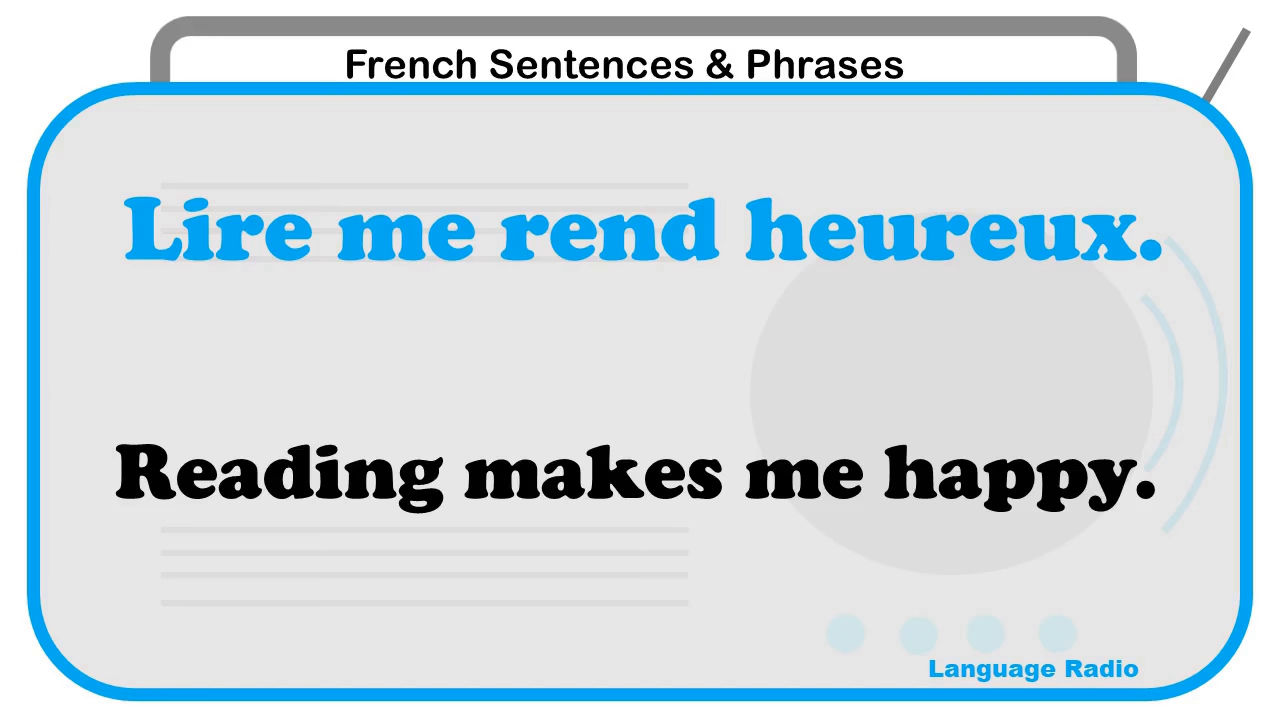 French Sentences & Phrases
Lire me rend heureux.
Reading makes me happy.
Language Radio